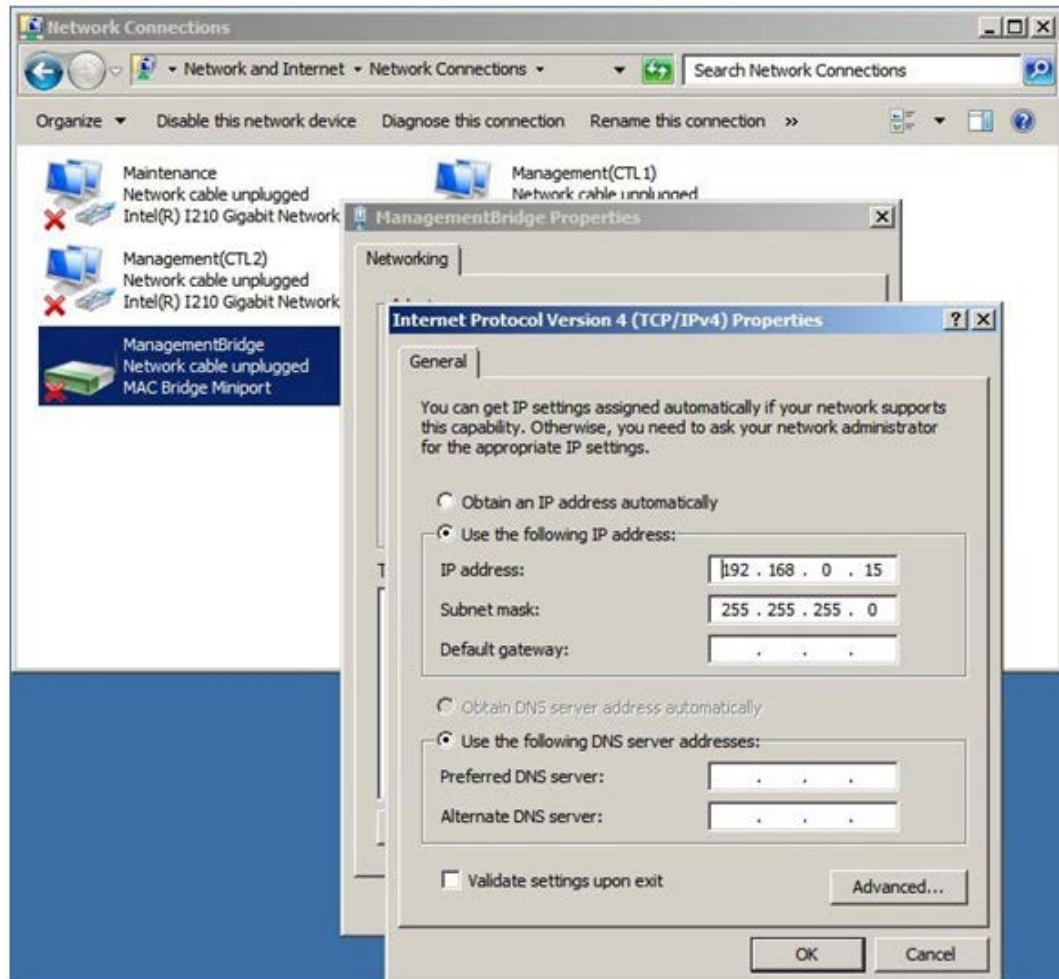 Network Connections
Network and Internet Network Connections
Search Network Connections
Organize Disable this network device Diagnose this connection Rename this connection »
Maintenance
Network cable unplugged
Intel(R) I210 Gigabit Network
Management(CTL1)
Network cable unplugged
Management(CTL2)
Network cable unplugged
Intel(R) I210 Gigabit Network
ManagementBridge
Network cable unplugged
MAC Bridge Miniport
ManagementBridge Properties
Networking
T
Internet Protocol Version 4 (TCP/IPv4) Properties
General
You can get IP settings assigned automatically if your network supports
this capability. Otherwise, you need to ask your network administrator
for the appropriate IP settings.
Obtain an IP address automatically
Use the following IP address:
IP address: 192 . 168 . 0 . 15
Subnet mask: 255 . 255 . 255 . 0
Default gateway: . . .
Obtain DNS server address automatically
Use the following DNS server addresses:
Preferred DNS server: . . .
Alternate DNS server: . . .
Validate settings upon exit
Advanced...
OK Cancel